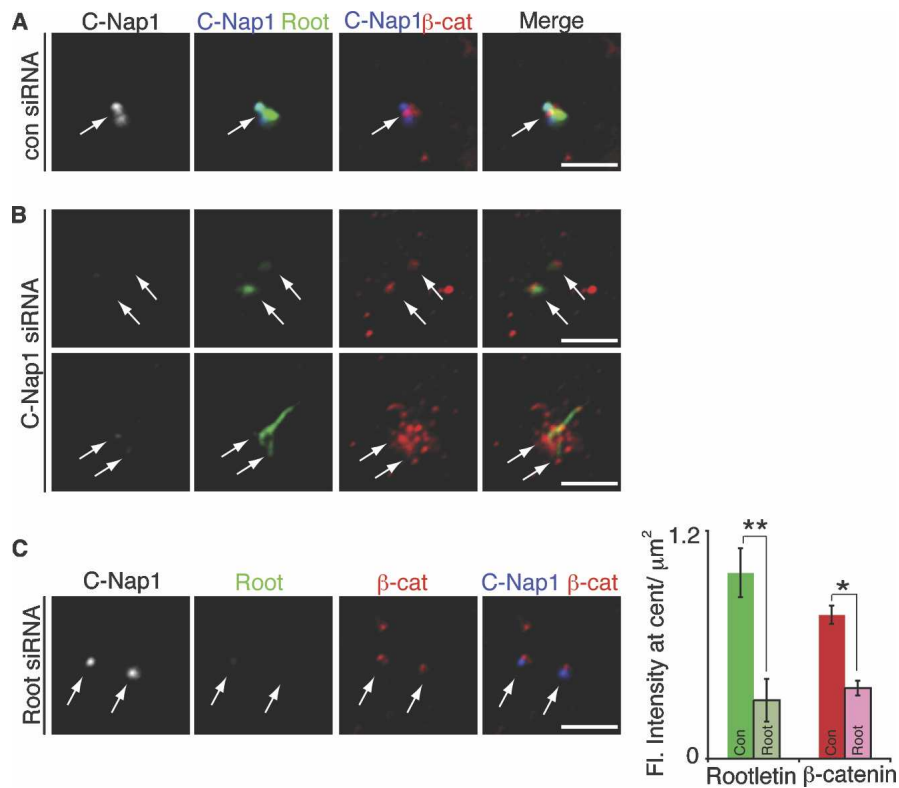 A
C-Nap1 C-Nap1 Root C-Nap1 β-cat Merge
con siRNA
B
C-Nap1 siRNA
C
C-Nap1 Root β-cat C-Nap1 β-cat
Root siRNA
Fl. Intensity at cent/ μm²
1.2
**
*
0
Con Root Con Root
Rootletin β-catenin